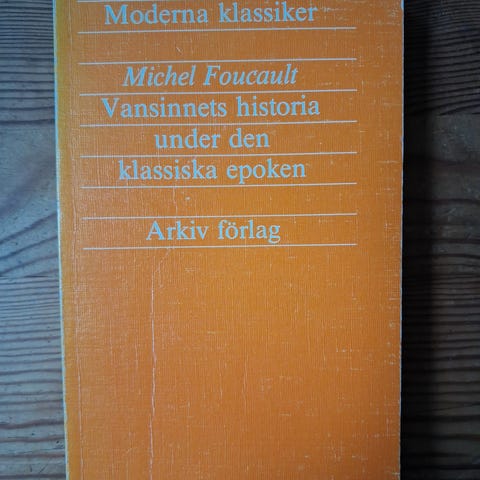 Moderna klassiker
Michel Foucault
Vansinnets historia
under den
klassiska epoken
Arkiv förlag